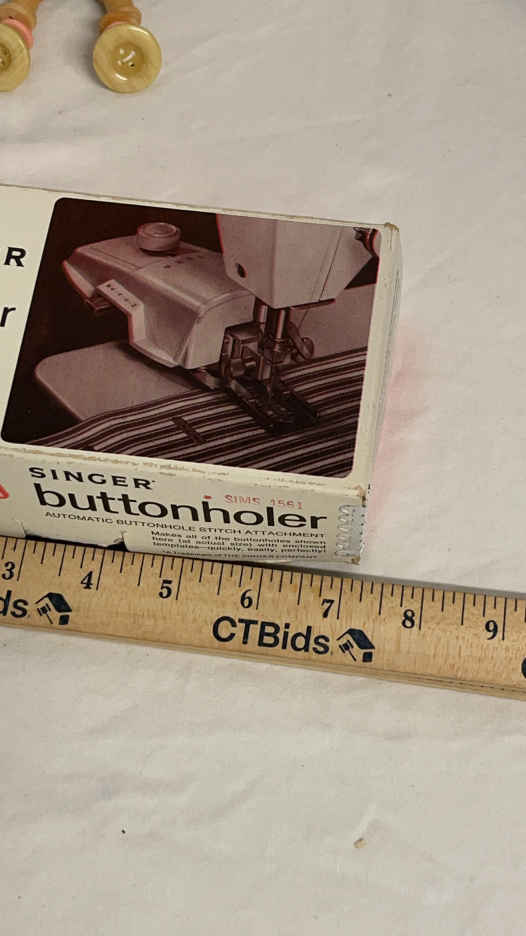 R
r
SINGER
SIMS 1561
buttonholer
AUTOMATIC BUTTONHOLE STITCH ATTACHMENT
Makes all of the buttonholes shown
here (at actual size) with enclosed
templates—quickly, easily, perfectly!
3 4 5 6 7 8 9
ds CTBids